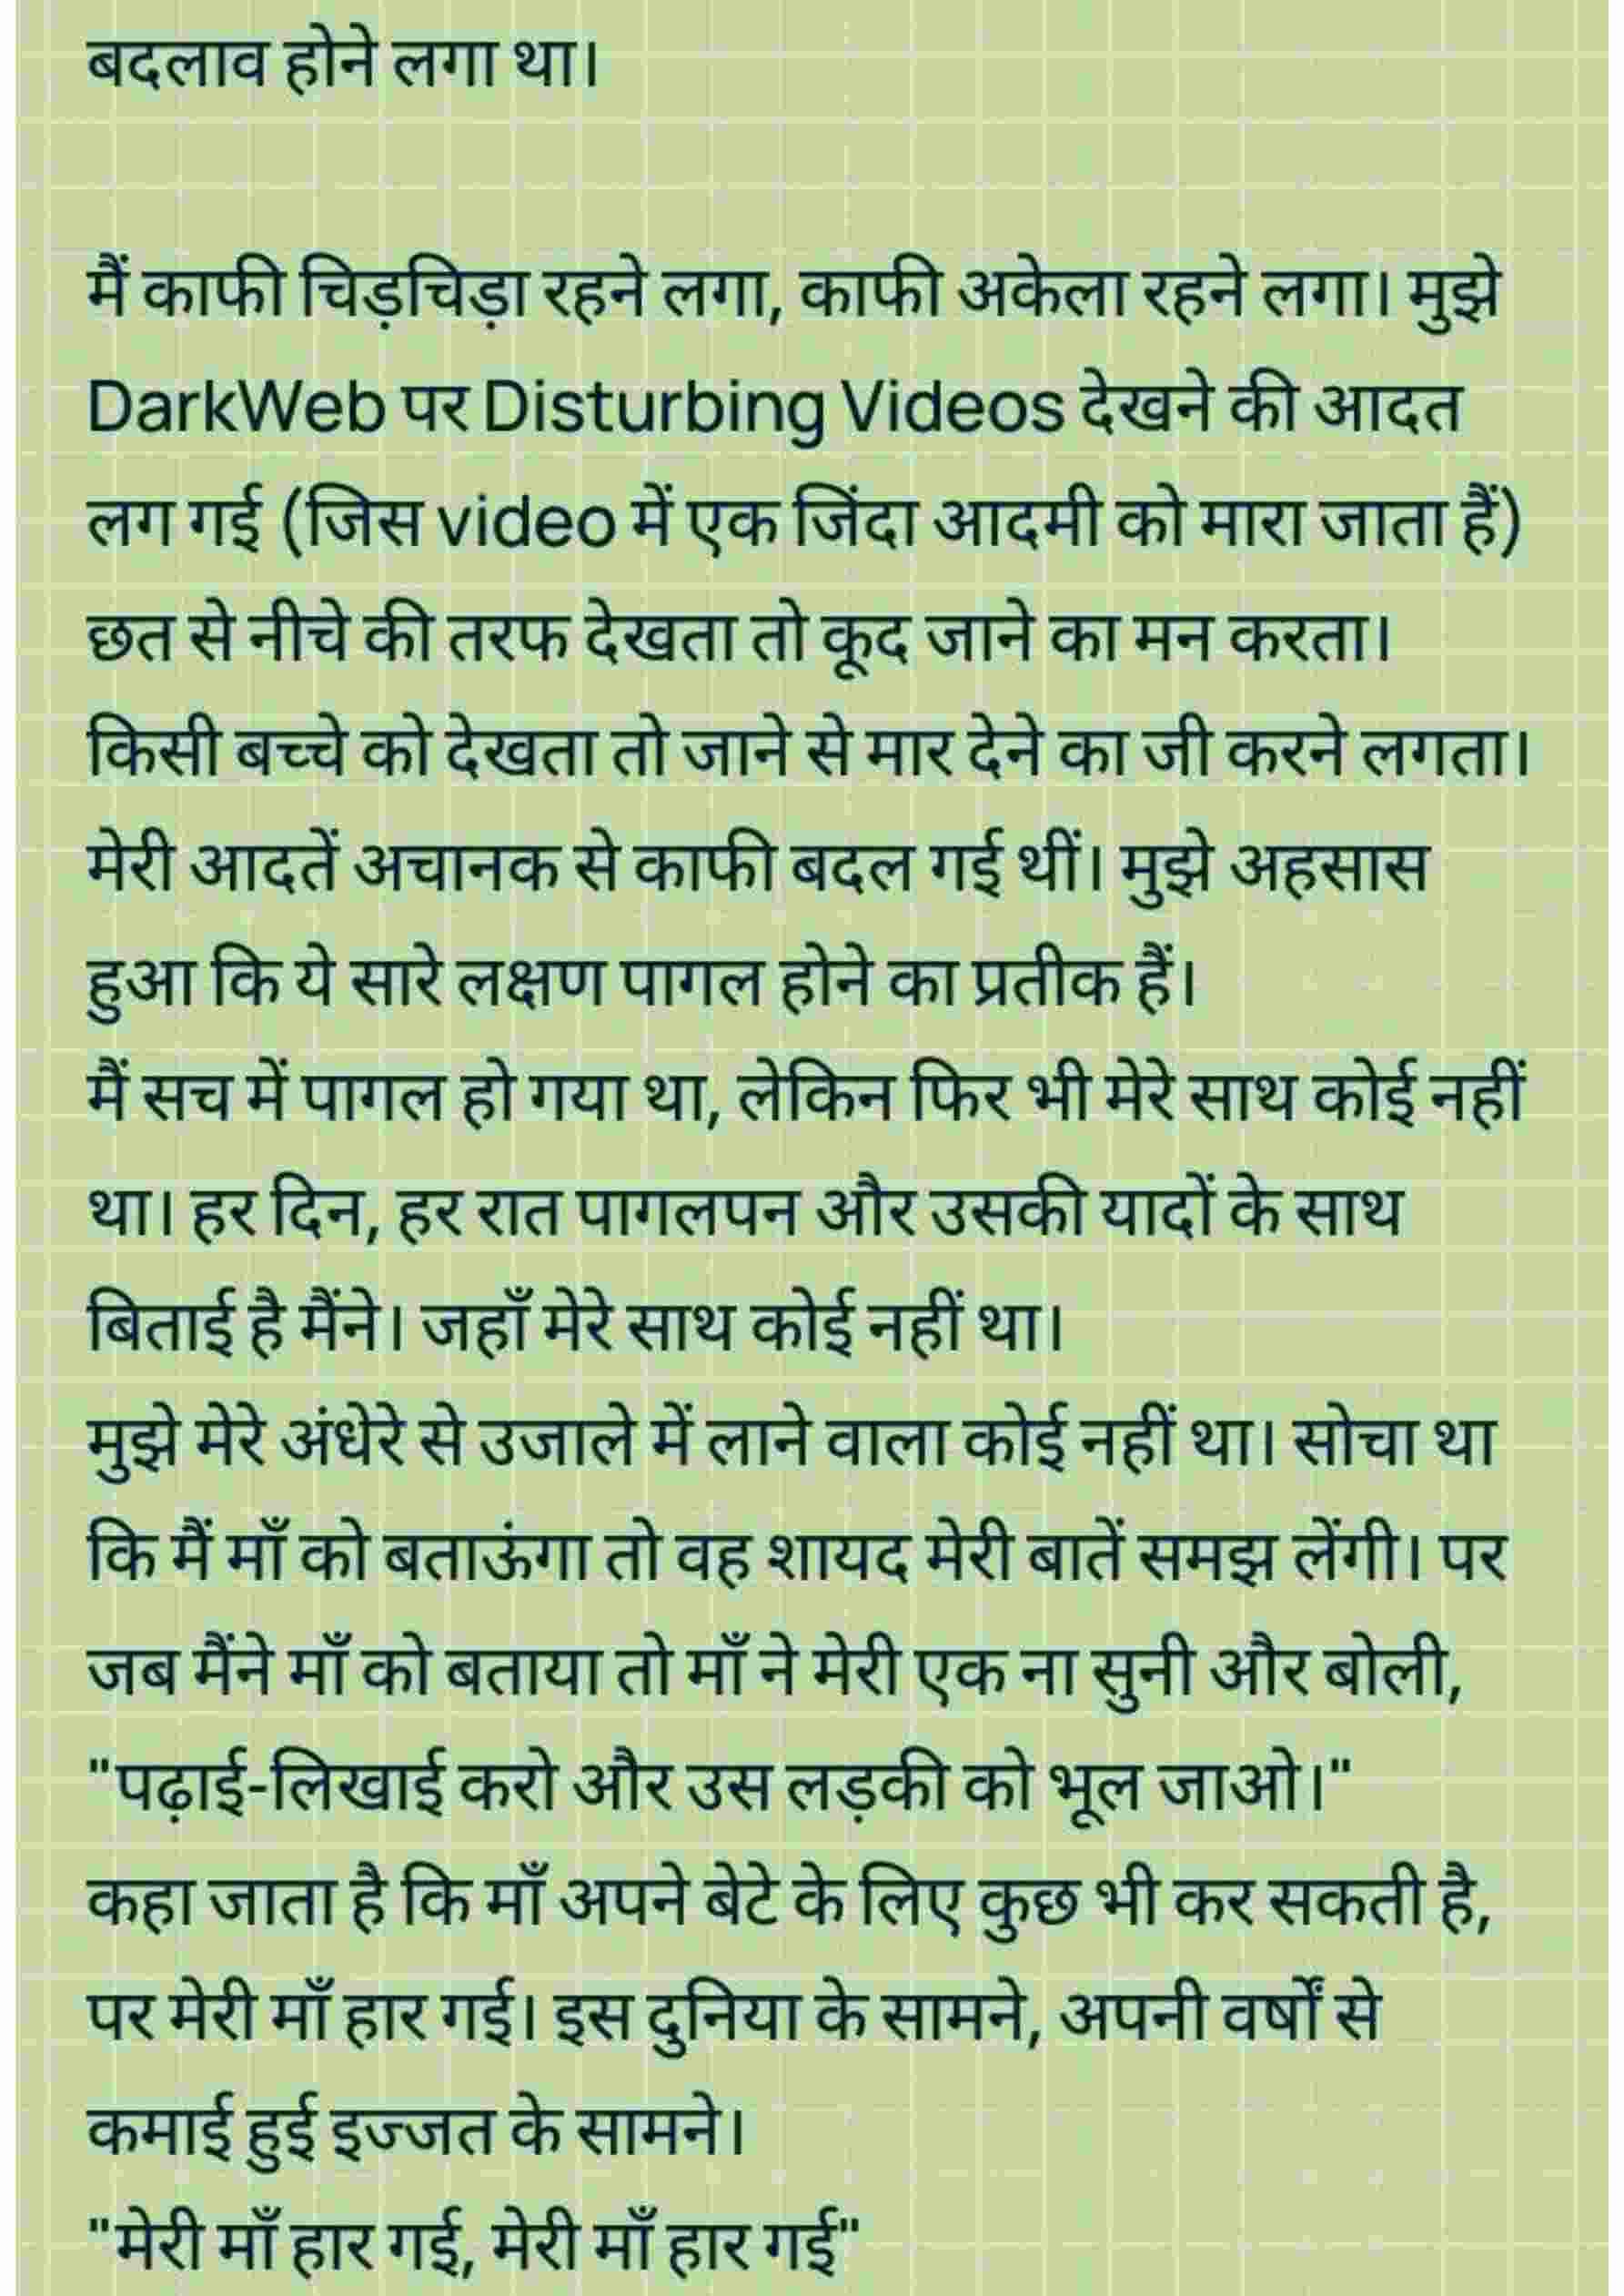 बदलाव होने लगा था।
मैं काफी चिड़चिड़ा रहने लगा, काफी अकेला रहने लगा। मुझे
DarkWeb पर Disturbing Videos देखने की आदत
लग गई (जिस video में एक जिंदा आदमी को मारा जाता हैं)
छत से नीचे की तरफ देखता तो कूद जाने का मन करता।
किसी बच्चे को देखता तो जाने से मार देने का जी करने लगता।
मेरी आदतें अचानक से काफी बदल गई थीं। मुझे अहसास
हुआ कि ये सारे लक्षण पागल होने का प्रतीक हैं।
मैं सच में पागल हो गया था, लेकिन फिर भी मेरे साथ कोई नहीं
था। हर दिन, हर रात पागलपन और उसकी यादों के साथ
बिताई है मैंने। जहाँ मेरे साथ कोई नहीं था।
मुझे मेरे अंधेरे से उजाले में लाने वाला कोई नहीं था। सोचा था
कि मैं माँ को बताऊंगा तो वह शायद मेरी बातें समझ लेंगी। पर
जब मैंने माँ को बताया तो माँ ने मेरी एक ना सुनी और बोली,
"पढ़ाई-लिखाई करो और उस लड़की को भूल जाओ।"
कहा जाता है कि माँ अपने बेटे के लिए कुछ भी कर सकती है,
पर मेरी माँ हार गई। इस दुनिया के सामने, अपनी वर्षों से
कमाई हुई इज्जत के सामने।
"मेरी माँ हार गई, मेरी माँ हार गई"